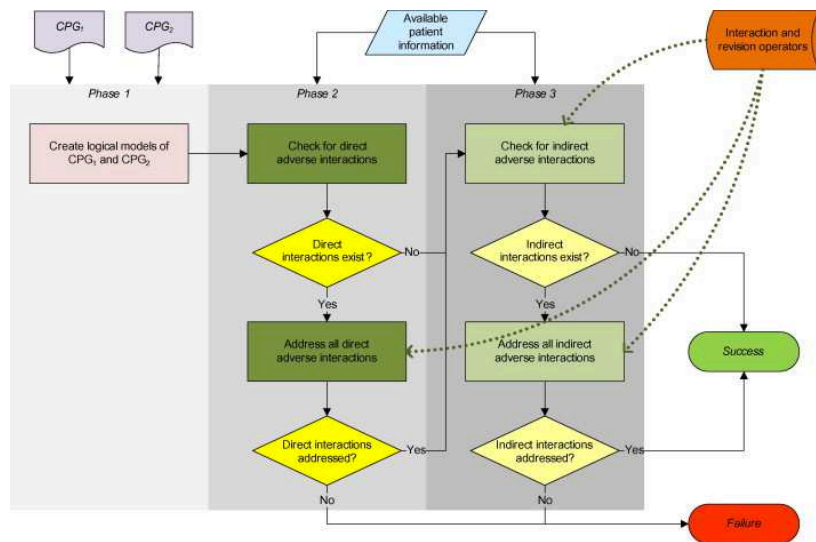 CPG₁
CPG₂
Available
patient
information
Interaction and
revision operators
Phase 1
Phase 2
Phase 3
Create logical models of
CPG₁ and CPG₂
Check for direct
adverse interactions
Check for indirect
adverse interactions
Direct
interactions exist?
No
Indirect
interactions exist?
No
Yes
Yes
Address all direct
adverse interactions
Address all indirect
adverse interactions
Success
Direct interactions
addressed?
Yes
Indirect interactions
addressed?
Yes
No
No
Failure